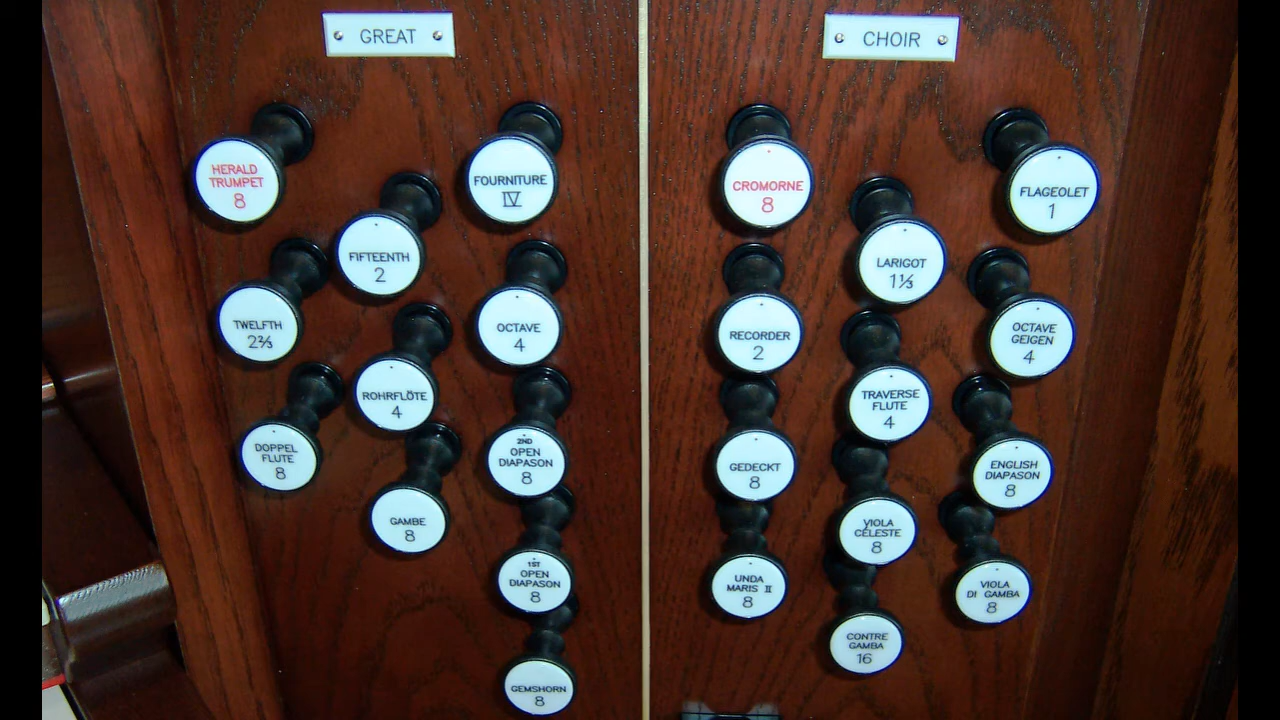 GREAT
HERALD
TRUMPET
8
FOURNITURE
IV
FIFTEENTH
2
TWELFTH
2⅔
OCTAVE
4
ROHRFLÖTE
4
DOPPEL
FLUTE
8
2ND
OPEN
DIAPASON
8
GAMBE
8
1ST
OPEN
DIAPASON
8
GEMSHORN
8
CHOIR
CROMORNE
8
FLAGEOLET
1
LARIGOT
1⅓
RECORDER
2
OCTAVE
GEIGEN
4
TRAVERSE
FLUTE
4
GEDECKT
8
ENGLISH
DIAPASON
8
VIOLA
CÉLESTE
8
UNDA
MARIS II
8
VIOLA
DI GAMBA
8
CONTRE
GAMBA
16